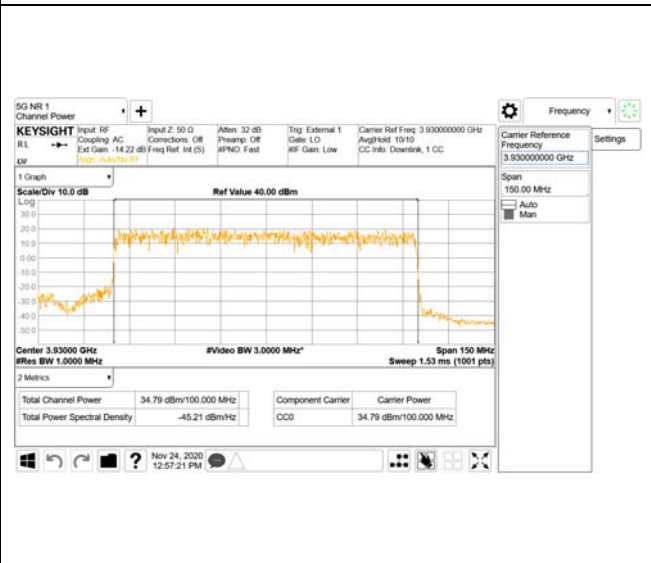 5G NR 1
Channel Power
Frequency
KEYSIGHT
RL
Input: RF
Coupling: AC
Ext Gain: -14.22 dB
Align: Auto/No RF
Input Z: 50 Ω
Corrections: Off
Freq Ref: Int (S)
Atten: 32 dB
Preamp: Off
#PNO: Fast
Trig: External 1
Gate: LO
#IF Gain: Low
Carrier Ref Freq: 3.930000000 GHz
Avg|Hold: 10/10
CC Info: Downlink, 1 CC
Carrier Reference
Frequency
3.930000000 GHz
Settings
Span
150.00 MHz
Auto
Man
1 Graph
Scale/Div 10.0 dB
Ref Value 40.00 dBm
Log
30.0
20.0
10.0
0.00
-10.0
-20.0
-30.0
-40.0
-50.0
Center 3.93000 GHz
#Video BW 3.0000 MHz*
Span 150 MHz
#Res BW 1.0000 MHz
Sweep 1.53 ms (1001 pts)
2 Metrics
Total Channel Power 34.79 dBm/100.000 MHz
Total Power Spectral Density -45.21 dBm/Hz
Component Carrier Carrier Power
CC0 34.79 dBm/100.000 MHz
?
Nov 24, 2020
12:57:21 PM